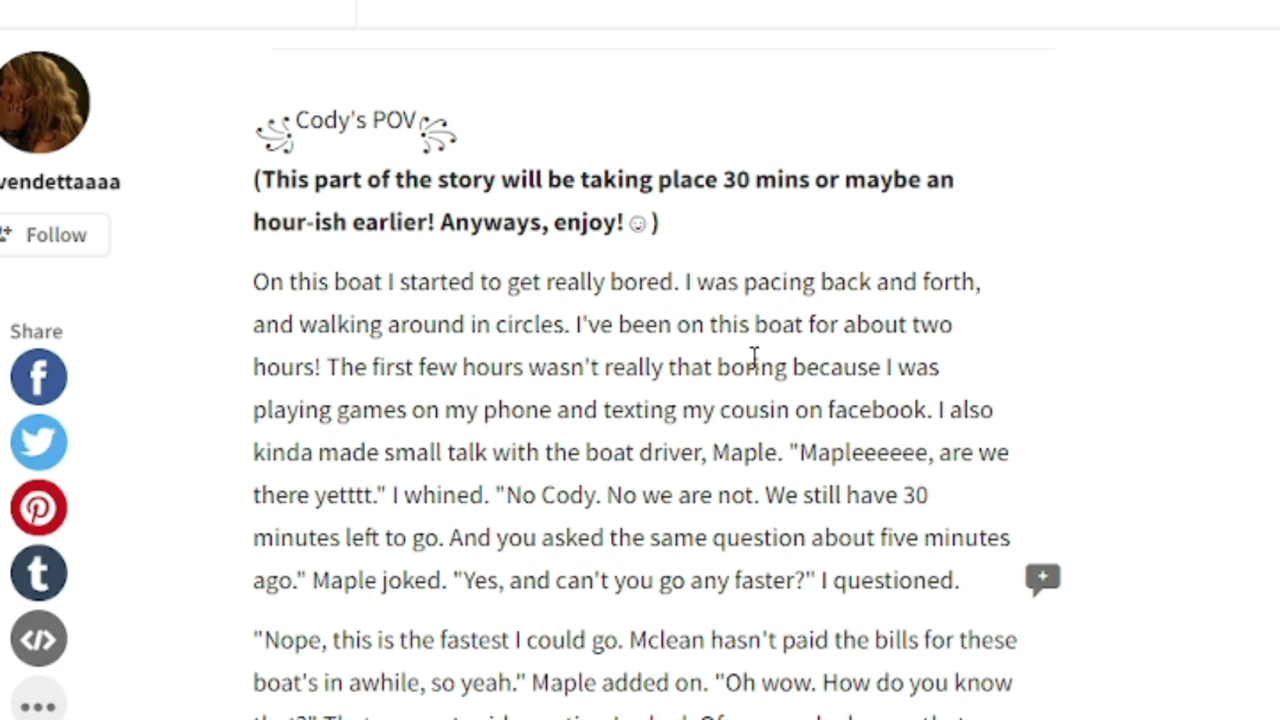 Cody's POV
(This part of the story will be taking place 30 mins or maybe an
hour-ish earlier! Anyways, enjoy!☺)
vendettaaaa
Follow
On this boat I started to get really bored. I was pacing back and forth,
and walking around in circles. I've been on this boat for about two
hours! The first few hours wasn't really that boring because I was
playing games on my phone and texting my cousin on facebook. I also
kinda made small talk with the boat driver, Maple. "Mapleeeeee, are we
there yetttt." I whined. "No Cody. No we are not. We still have 30
minutes left to go. And you asked the same question about five minutes
ago." Maple joked. "Yes, and can't you go any faster?" I questioned.
Share
"Nope, this is the fastest I could go. Mclean hasn't paid the bills for these
boat's in awhile, so yeah." Maple added on. "Oh wow. How do you know